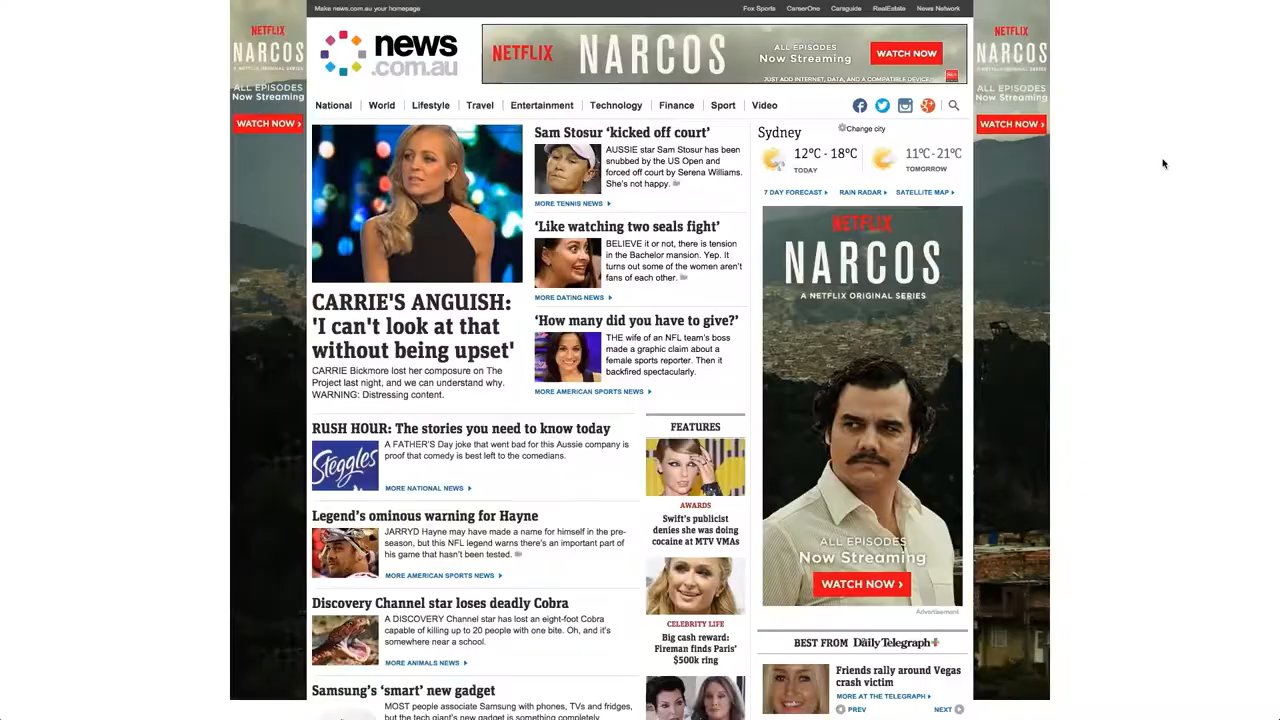 Make news.com.au your homepage
Fox Sports CareerOne Carsguide RealEstate News Network
NETFLIX
NARCOS
A NETFLIX ORIGINAL SERIES
ALL EPISODES
Now Streaming
WATCH NOW ›
news
.com.au
NETFLIX NARCOS
ALL EPISODES
Now Streaming
WATCH NOW
JUST ADD INTERNET, DATA, AND A COMPATIBLE DEVICE.
NETFLIX
NARCOS
A NETFLIX ORIGINAL SERIES
ALL EPISODES
Now Streaming
WATCH NOW ›
National World Lifestyle Travel Entertainment Technology Finance Sport Video
CARRIE'S ANGUISH:
'I can't look at that
without being upset'
CARRIE Bickmore lost her composure on The
Project last night, and we can understand why.
WARNING: Distressing content.
Sam Stosur ‘kicked off court’
AUSSIE star Sam Stosur has been
snubbed by the US Open and
forced off court by Serena Williams.
She’s not happy.
MORE TENNIS NEWS
‘Like watching two seals fight’
BELIEVE it or not, there is tension
in the Bachelor mansion. Yep. It
turns out some of the women aren’t
fans of each other.
MORE DATING NEWS
‘How many did you have to give?’
THE wife of an NFL team’s boss
made a graphic claim about a
female sports reporter. Then it
backfired spectacularly.
MORE AMERICAN SPORTS NEWS
Sydney Change city
12ºC - 18ºC
TODAY
11ºC - 21ºC
TOMORROW
7 DAY FORECAST RAIN RADAR SATELLITE MAP
NETFLIX
NARCOS
A NETFLIX ORIGINAL SERIES
ALL EPISODES
Now Streaming
WATCH NOW ›
Advertisement
RUSH HOUR: The stories you need to know today
Steggles
A FATHER’S Day joke that went bad for this Aussie company is
proof that comedy is best left to the comedians.
MORE NATIONAL NEWS
Legend’s ominous warning for Hayne
JARRYD Hayne may have made a name for himself in the pre-
season, but this NFL legend warns there’s an important part of
his game that hasn’t been tested.
MORE AMERICAN SPORTS NEWS
Discovery Channel star loses deadly Cobra
A DISCOVERY Channel star has lost an eight-foot Cobra
capable of killing up to 20 people with one bite. Oh, and it’s
somewhere near a school.
MORE ANIMALS NEWS
Samsung’s ‘smart’ new gadget
MOST people associate Samsung with phones, TVs and fridges,
but the tech giant’s new gadget is something completely
FEATURES
AWARDS
Swift’s publicist
denies she was doing
cocaine at MTV VMAs
CELEBRITY LIFE
Big cash reward:
Fireman finds Paris’
$500k ring
BEST FROM Daily Telegraph
Friends rally around Vegas
crash victim
MORE AT THE TELEGRAPH
PREV NEXT